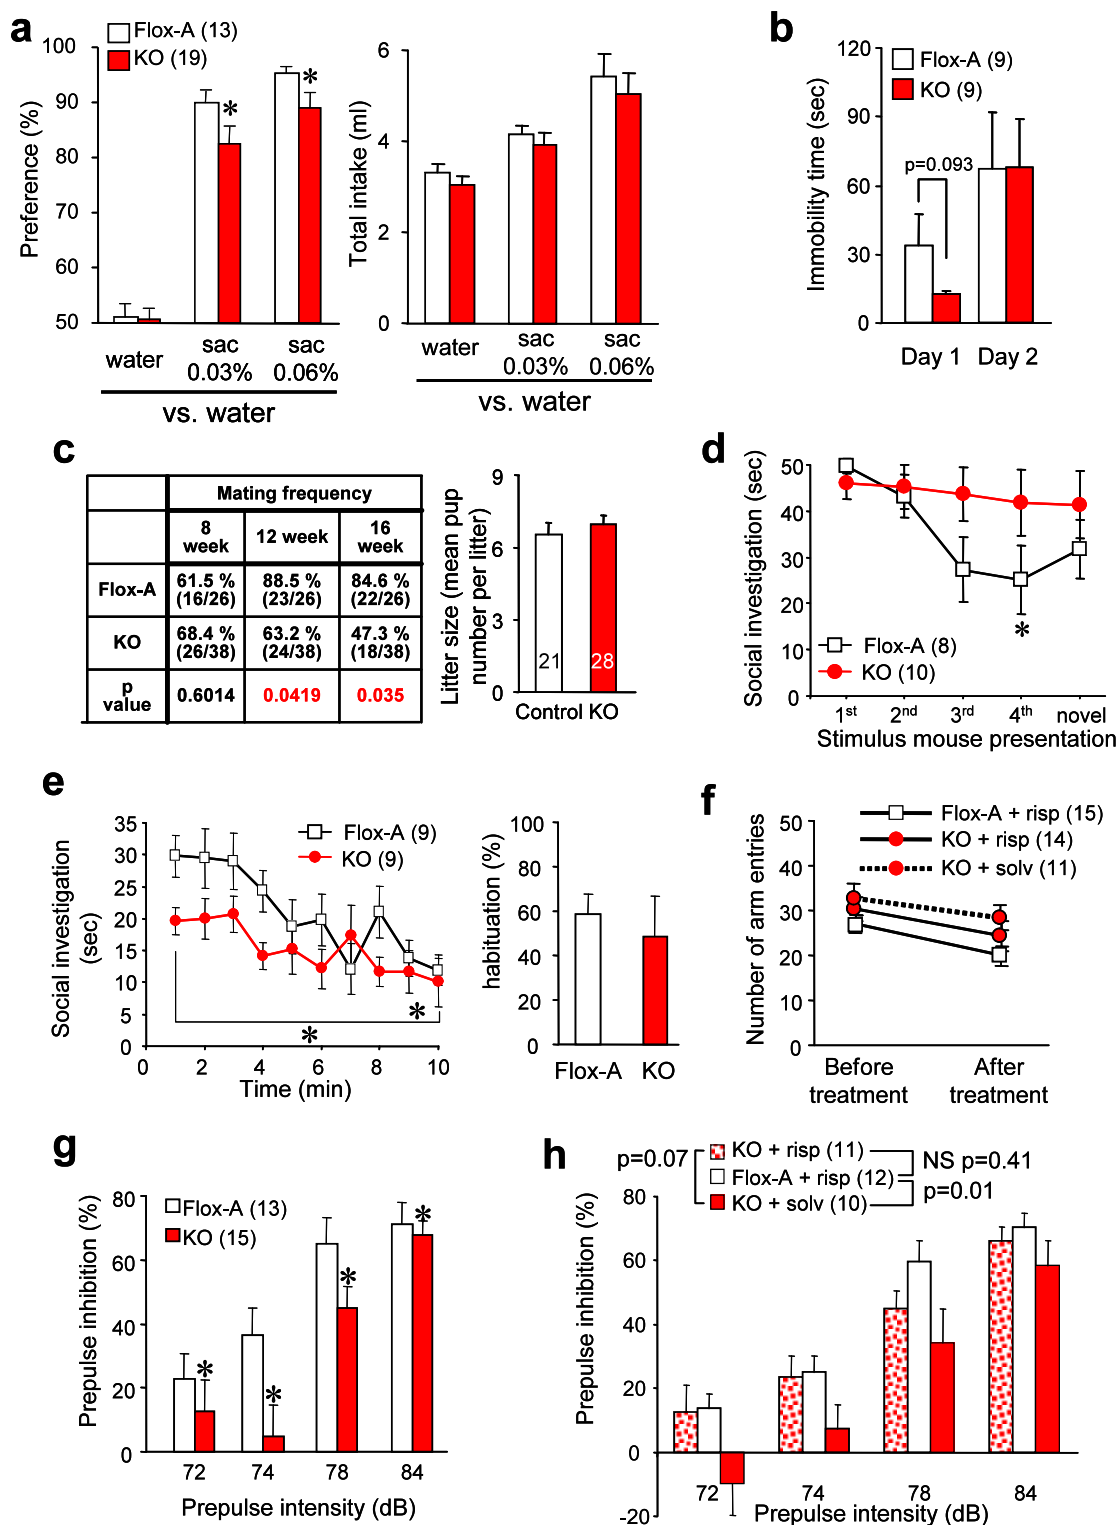 a
Flox-A (13)
KO (19)
Preference (%)
100
90
80
70
60
50
*
*
water
sac
0.03%
sac
0.06%
vs. water
Total intake (ml)
6
4
2
0
water
sac
0.03%
sac
0.06%
vs. water
b
Flox-A (9)
KO (9)
Immobility time (sec)
120
90
60
30
0
p=0.093
Day 1
Day 2
c
Mating frequency
8 week
12 week
16 week
Flox-A
61.5 % (16/26)
88.5 % (23/26)
84.6 % (22/26)
KO
68.4 % (26/38)
63.2 % (24/38)
47.3 % (18/38)
p value
0.6014
0.0419
0.035
Litter size (mean pup
number per litter)
9
6
3
0
21
28
Control KO
d
Social investigation (sec)
50
40
30
20
0
*
Flox-A (8)
KO (10)
1st
2nd
3rd
4th
novel
Stimulus mouse presentation
e
Social investigation
(sec)
35
30
25
20
15
10
5
0
Flox-A (9)
KO (9)
*
*
2
4
6
8
10
Time (min)
habituation (%)
100
80
60
40
20
0
Flox-A
KO
f
Flox-A + risp (15)
KO + risp (14)
KO + solv (11)
Number of arm entries
50
40
30
20
10
0
Before
treatment
After
treatment
g
Flox-A (13)
KO (15)
Prepulse inhibition (%)
80
60
40
20
0
*
*
*
*
72
74
78
84
Prepulse intensity (dB)
h
p=0.07
KO + risp (11)
Flox-A + risp (12)
KO + solv (10)
NS p=0.41
p=0.01
Prepulse inhibition (%)
80
60
40
20
0
-20
72
74
78
84
Prepulse intensity (dB)